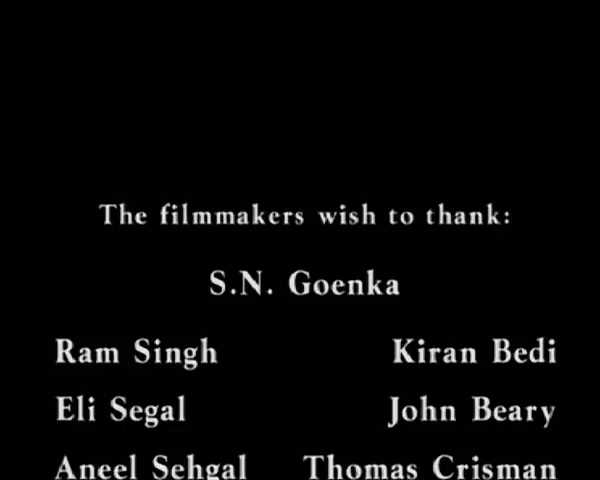 The filmmakers wish to thank:
S.N. Goenka
Ram Singh Kiran Bedi
Eli Segal John Beary
Aneel Sehgal Thomas Crisman